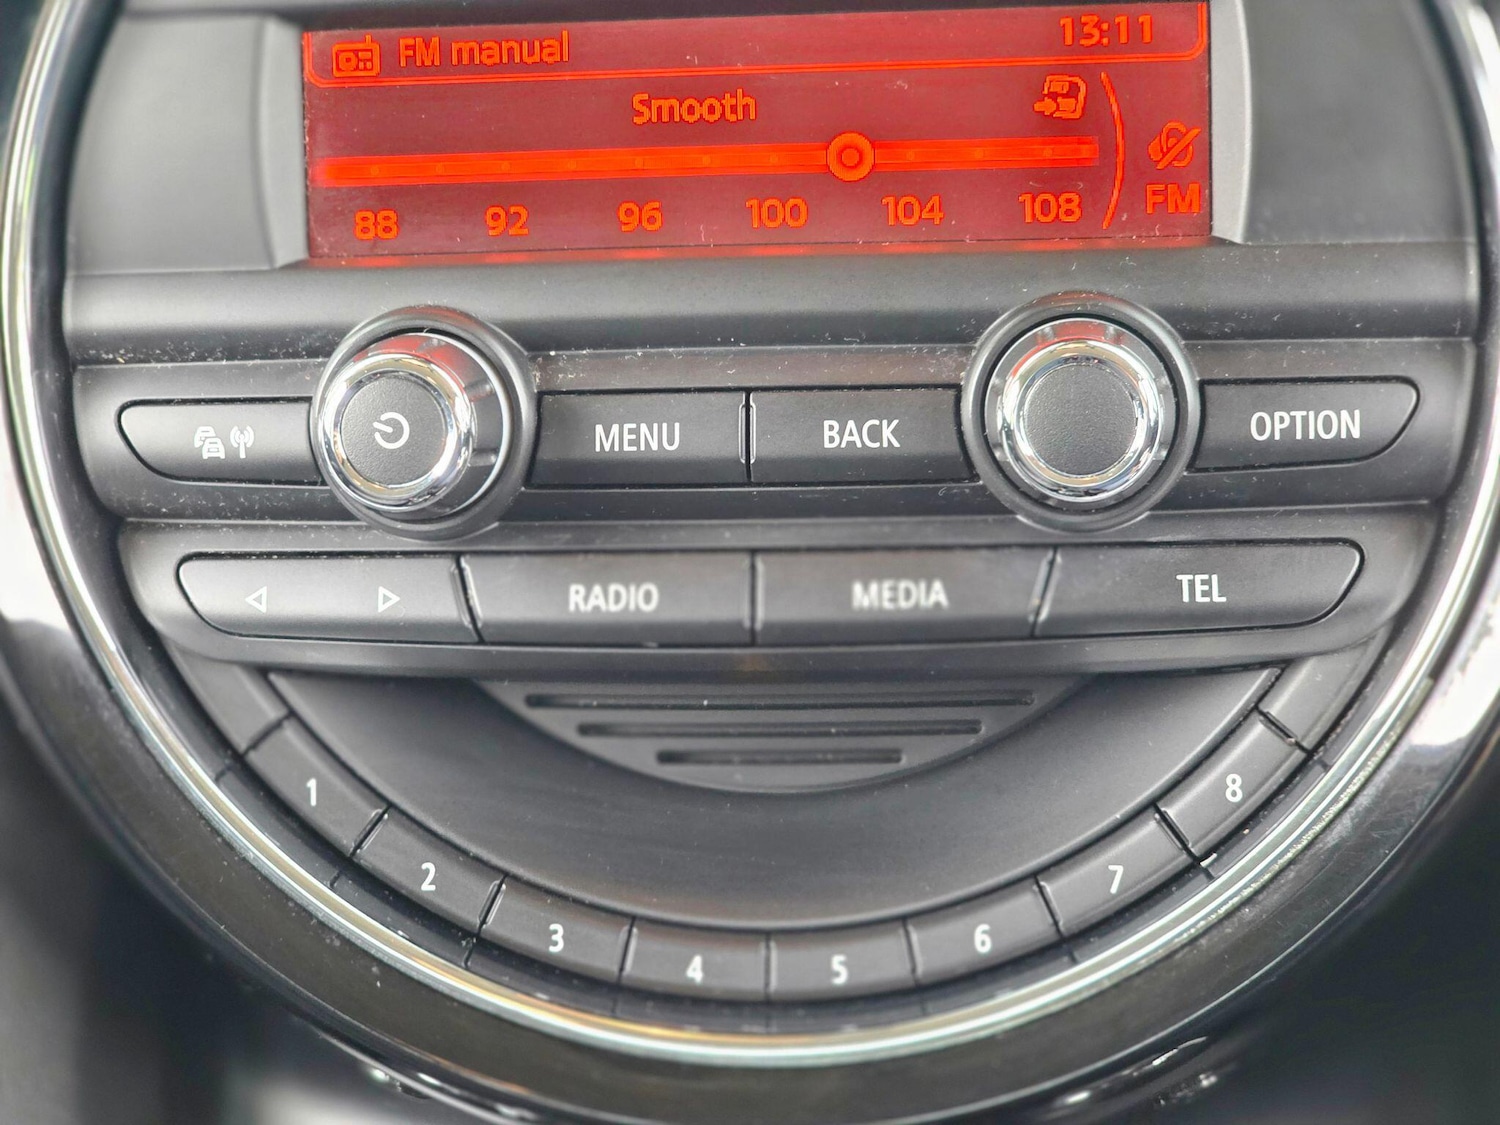 FM manual 13:11
Smooth
88 92 96 100 104 108 FM
MENU BACK OPTION
RADIO MEDIA TEL
1 2 3 4 5 6 7 8